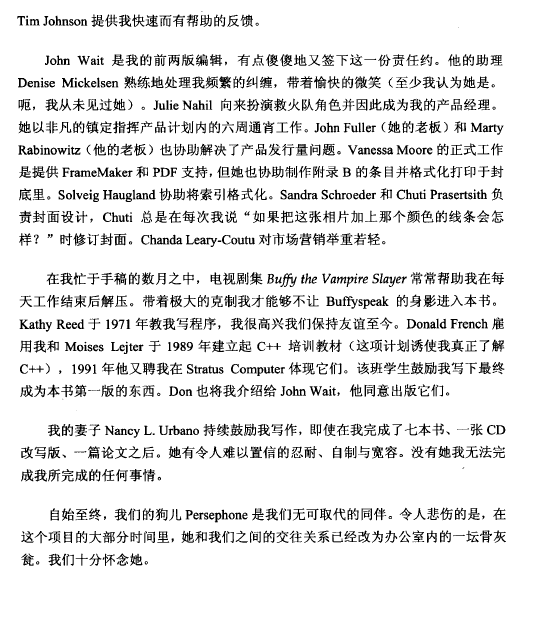 Tim Johnson 提供我快速而有帮助的反馈。
John Wait 是我的前两版编辑，有点傻傻地又签下这一份责任约。他的助理
Denise Mickelsen 熟练地处理我频繁的纠缠，带着愉快的微笑（至少我认为她是。
呃，我从未见过她）。Julie Nahil 向来扮演救火队角色并因此成为我的产品经理。
她以非凡的镇定指挥产品计划内的六周通宵工作。John Fuller（她的老板）和 Marty
Rabinowitz（他的老板）也协助解决了产品发行量问题。Vanessa Moore 的正式工作
是提供 FrameMaker 和 PDF 支持，但她也协助制作附录 B 的条目并格式化打印于封
底里。Solveig Haugland 协助将索引格式化。Sandra Schroeder 和 Chuti Prasertsith 负
责封面设计，Chuti 总是在每次我说“如果把这张相片加上那个颜色的线条会怎
样？”时修订封面。Chanda Leary-Coutu 对市场营销举重若轻。
在我忙于手稿的数月之中，电视剧集 Buffy the Vampire Slayer 常常帮助我在每
天工作结束后解压。带着极大的克制我才能够不让 Buffyspeak 的身影进入本书。
Kathy Reed 于 1971 年教我写程序，我很高兴我们保持友谊至今。Donald French 雇
用我和 Moises Lejter 于 1989 年建立起 C++ 培训教材（这项计划诱使我真正了解
C++），1991 年他又聘我在 Stratus Computer 体现它们。该班学生鼓励我写下最终
成为本书第一版的东西。Don 也将我介绍给 John Wait，他同意出版它们。
我的妻子 Nancy L. Urbano 持续鼓励我写作，即使在我完成了七本书、一张 CD
改写版、一篇论文之后。她有令人难以置信的忍耐、自制与宽容。没有她我无法完
成我所完成的任何事情。
自始至终，我们的狗儿 Persephone 是我们无可取代的同伴。令人悲伤的是，在
这个项目的大部分时间里，她和我们之间的交往关系已经改为办公室内的一坛骨灰
瓮。我们十分怀念她。